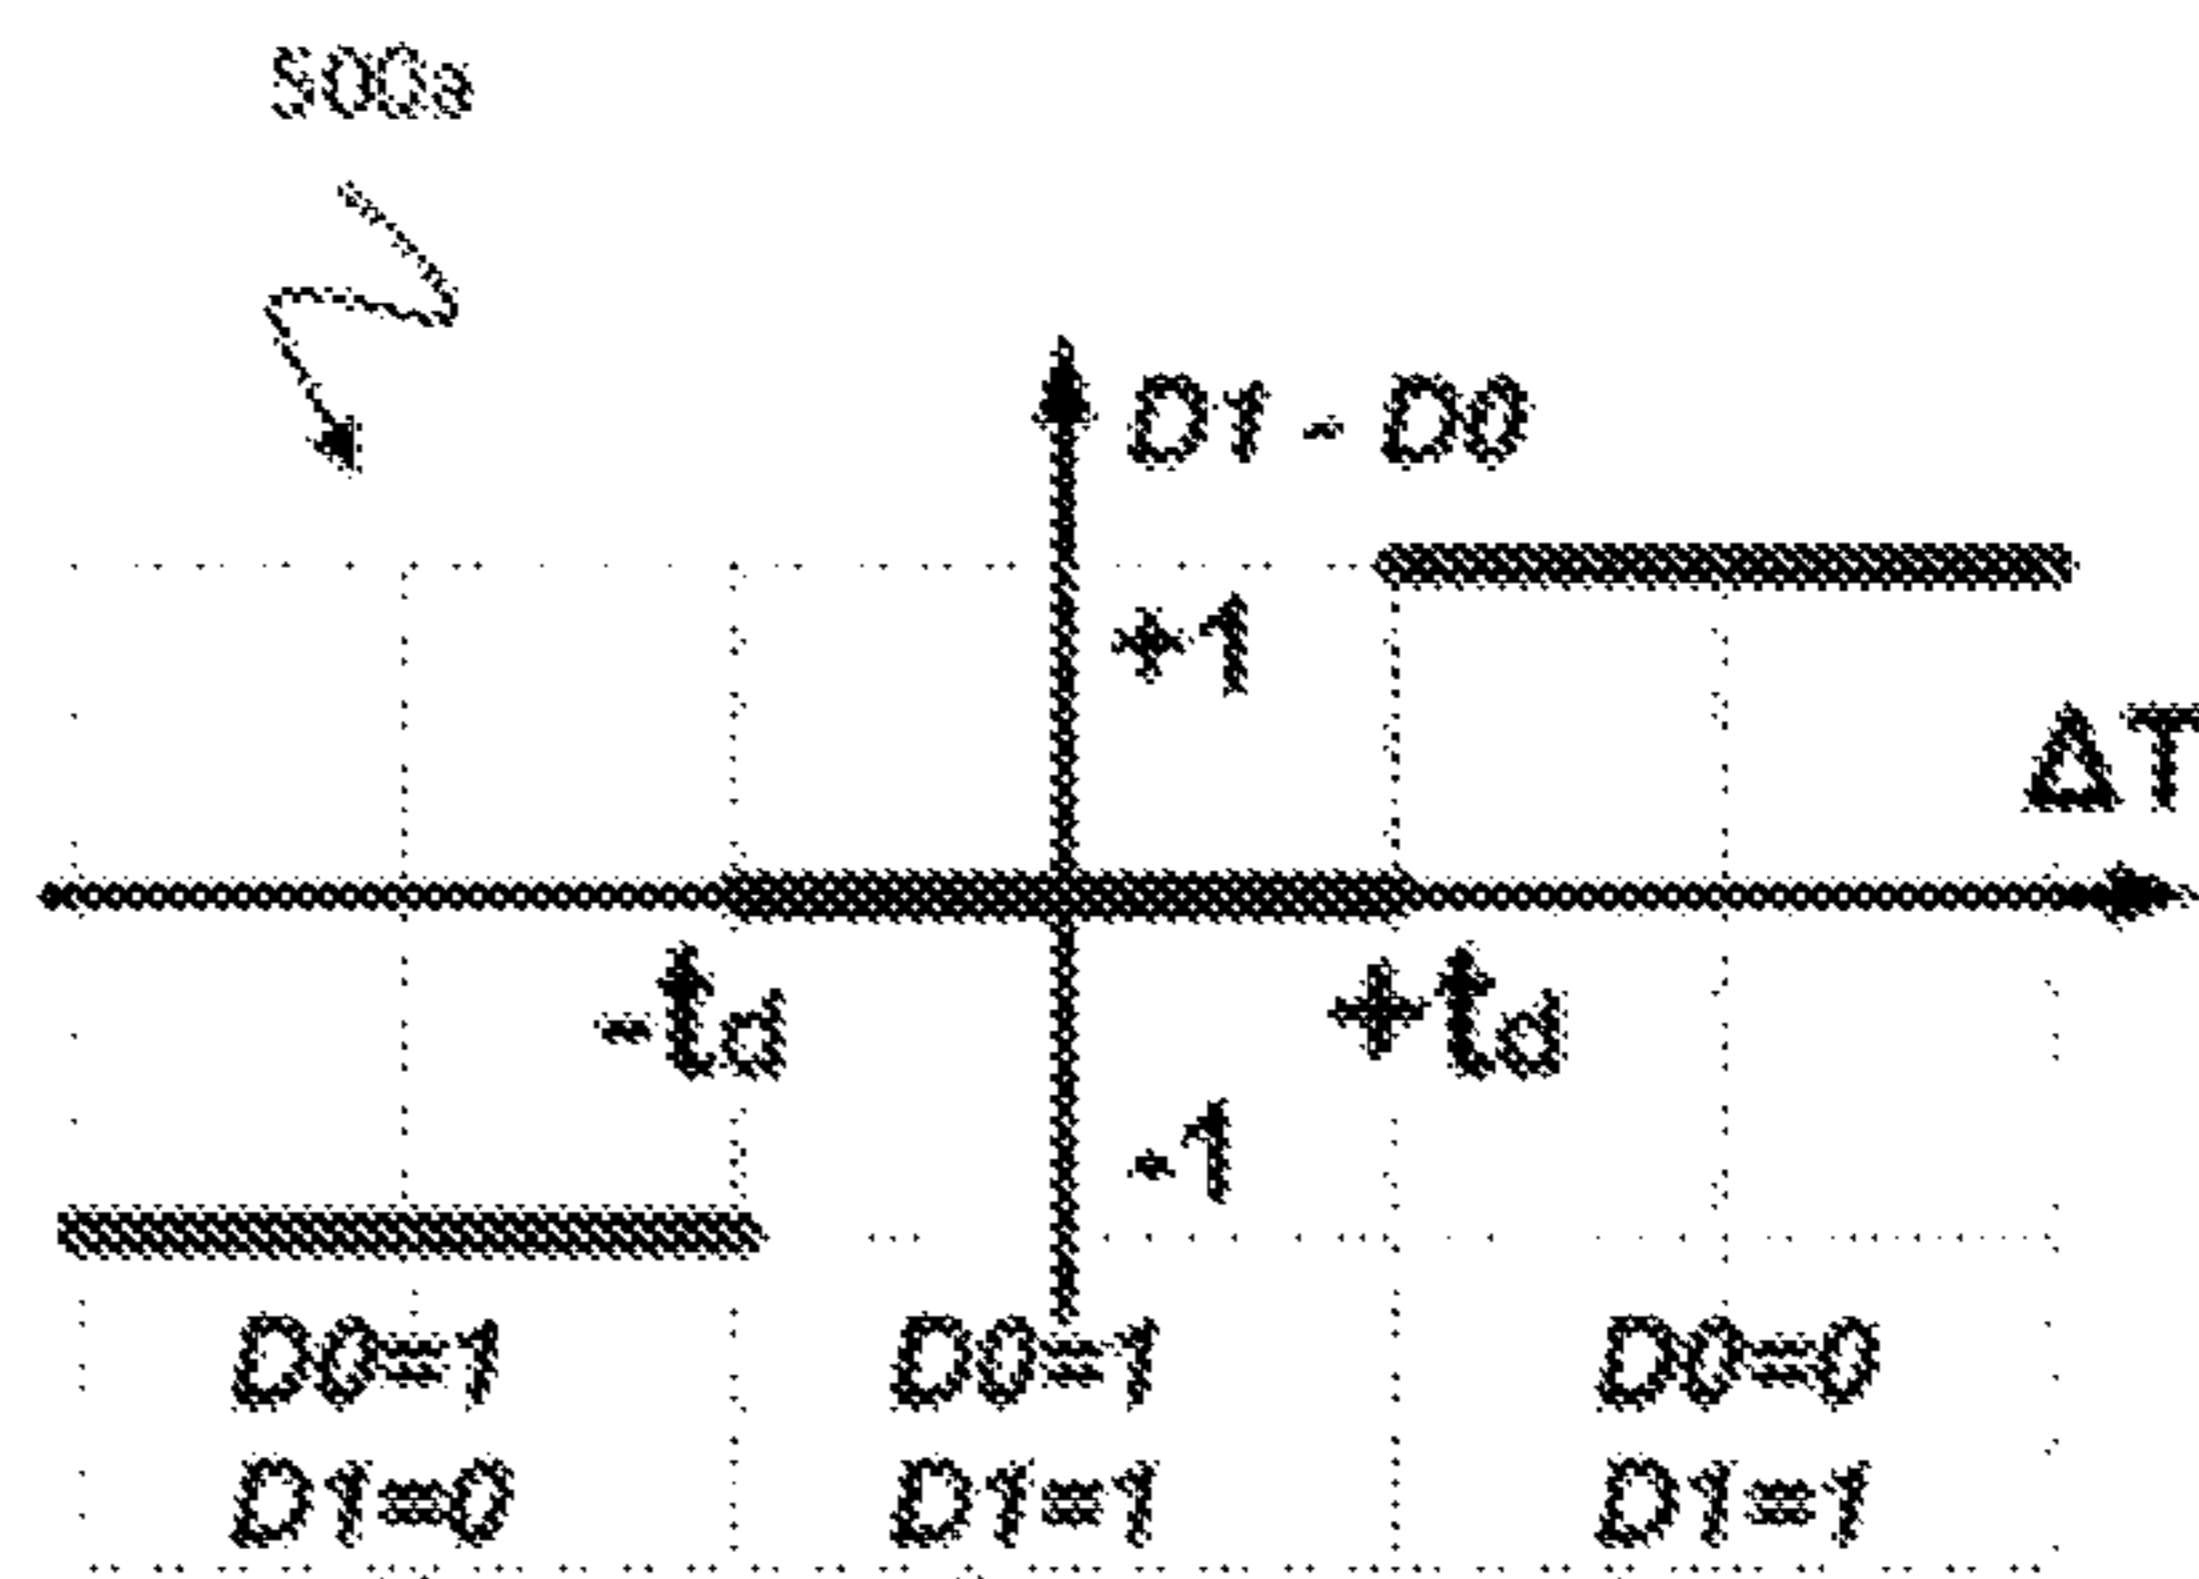 500a
D1 - D0
+1
ΔT
-td +td
-1
D0=1 D0=1 D0=0
D1=0 D1=1 D1=1